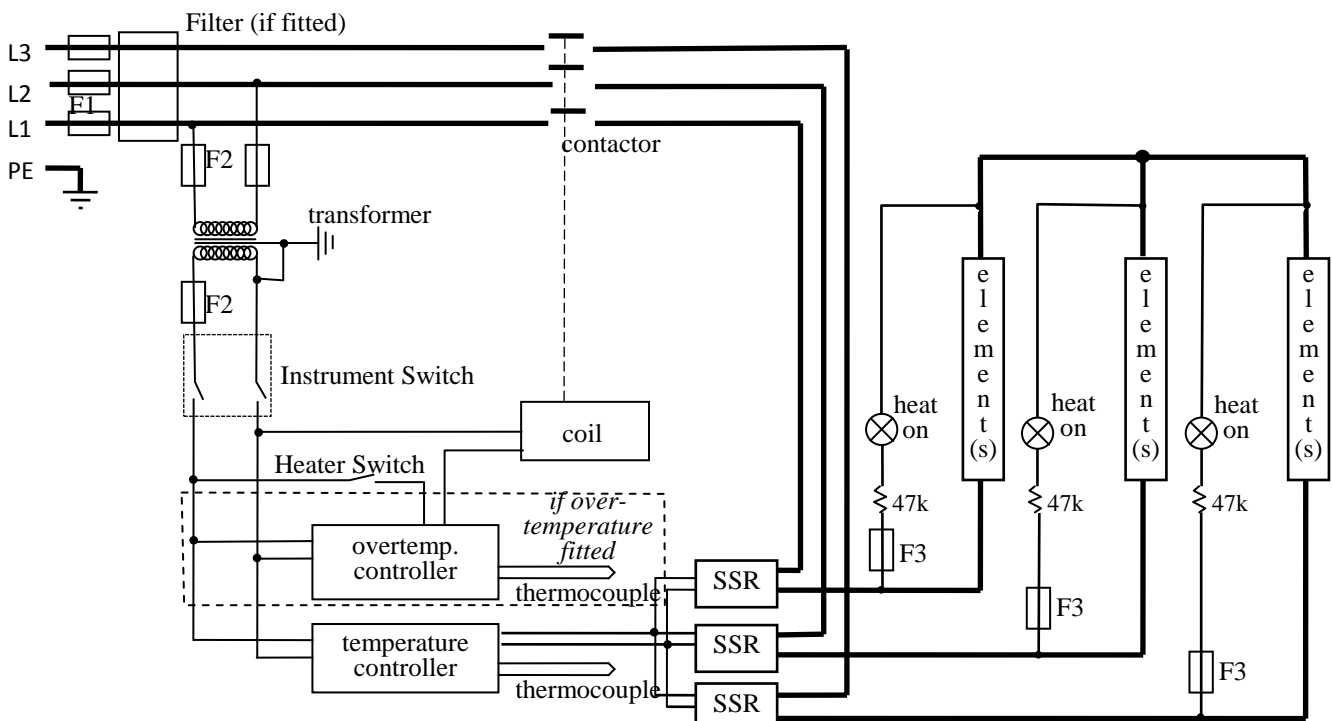 Filter (if fitted)
L3
L2
F1
L1
PE
F2
contactor
transformer
F2
Instrument Switch
coil
Heater Switch
if over-
temperature
fitted
overtemp.
controller
thermocouple
temperature
controller
thermocouple
SSR
SSR
SSR
heat
on
47k
F3
element(s)
heat
on
47k
F3
element(s)
heat
on
47k
F3
element(s)